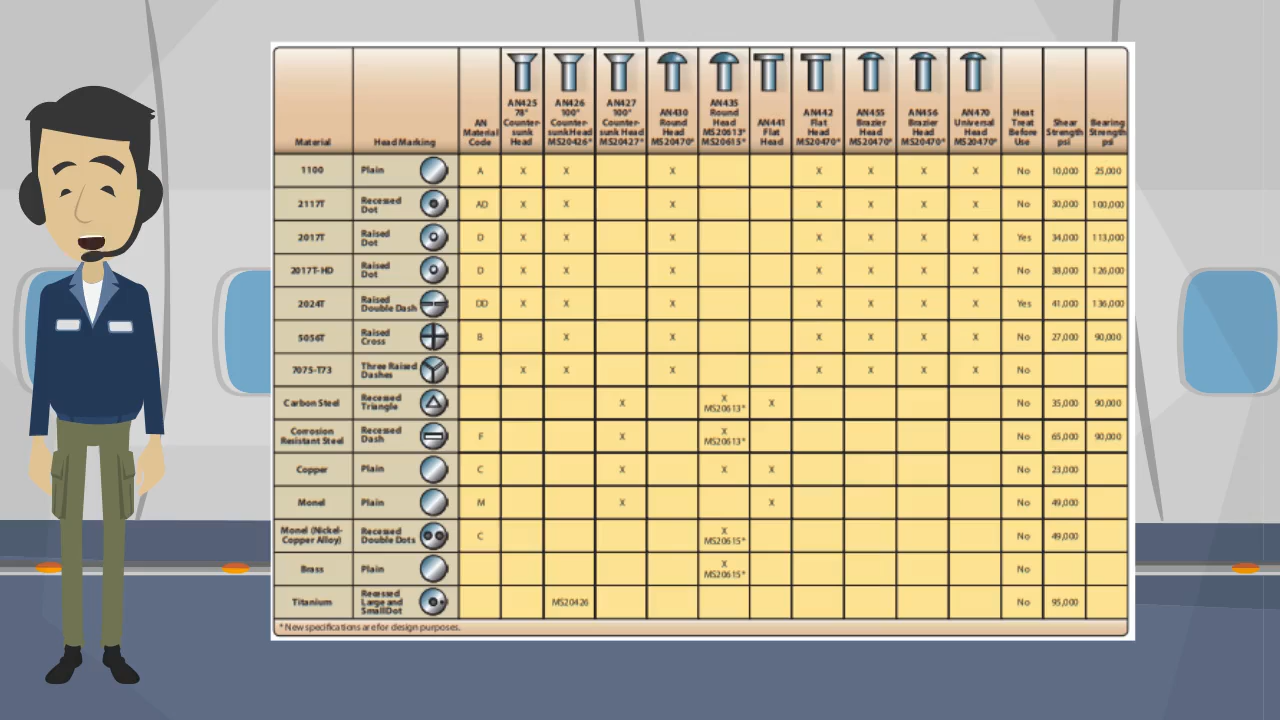 Material Head Marking AN Material Code AN425 78° Counter-sunk Head AN426 100° Counter-sunk Head MS20426* AN427 100° Counter-sunk Head MS20427* AN430 Round Head MS20470* AN435 Round Head MS20613* MS20615* AN441 Flat Head AN442 Flat Head MS20470* AN455 Brazier Head MS20470* AN456 Brazier Head MS20470* AN470 Universal Head MS20470* Heat Treat Before Use Shear Strength psi Bearing Strength psi
1100 Plain A X X X X X X X No 10,000 25,000
2117T Recessed Dot AD X X X X X X X No 30,000 100,000
2017T Raised Dot D X X X X X X X Yes 34,000 113,000
2017T-HD Raised Dot D X X X X X X X No 38,000 126,000
2024T Raised Double Dash DD X X X X X X X Yes 41,000 136,000
5056T Raised Cross B X X X X X X No 27,000 90,000
7075-T73 Three Raised Dashes X X X X X X X No
Carbon Steel Recessed Triangle X X MS20613* X No 35,000 90,000
Corrosion Resistant Steel Recessed Dash F X X MS20613* No 65,000 90,000
Copper Plain C X X X No 23,000
Monel Plain M X X No 49,000
Monel (Nickel-Copper Alloy) Recessed Double Dots C X MS20615* No 49,000
Brass Plain X MS20615* No
Titanium Recessed Large and Small Dot MS20426 No 95,000
* New specifications are for design purposes.